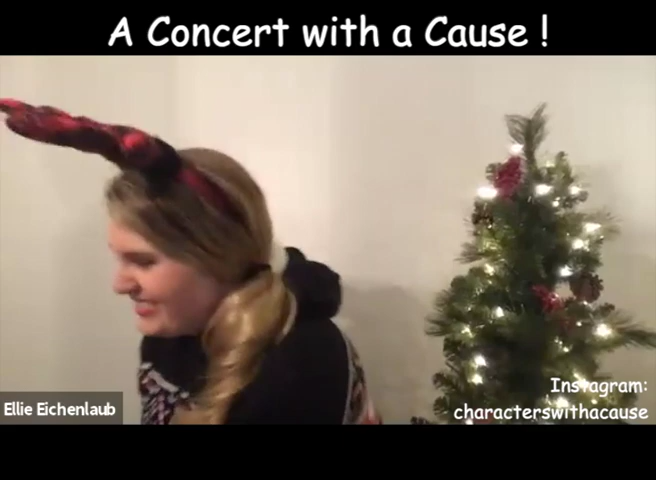 A Concert with a Cause !
Ellie Eichenlaub
Instagram:
characterswithacause